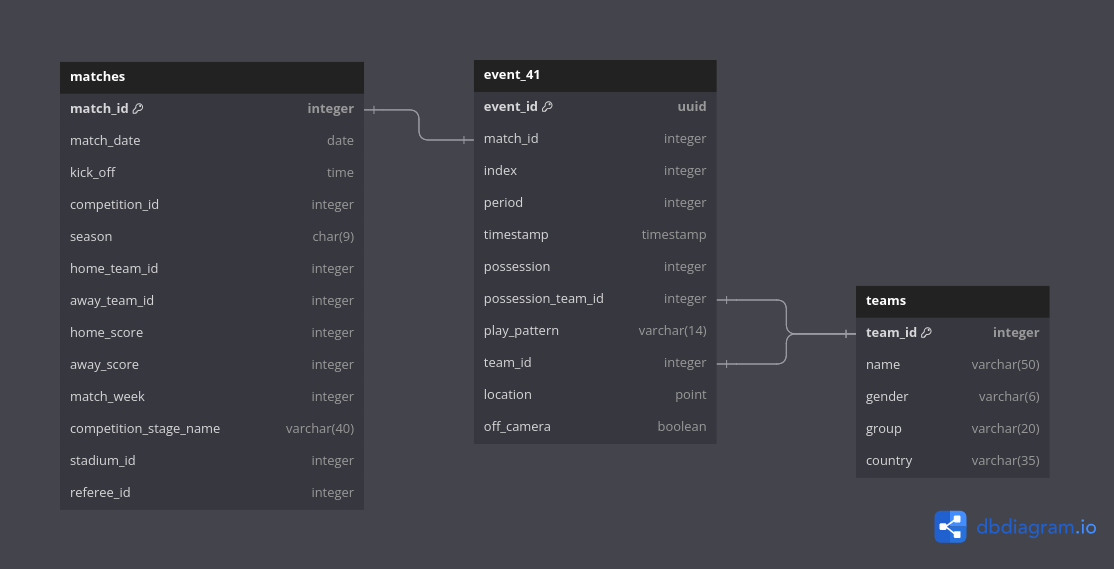 matches
match_id integer
match_date date
kick_off time
competition_id integer
season char(9)
home_team_id integer
away_team_id integer
home_score integer
away_score integer
match_week integer
competition_stage_name varchar(40)
stadium_id integer
referee_id integer
event_41
event_id uuid
match_id integer
index integer
period integer
timestamp timestamp
possession integer
possession_team_id integer
play_pattern varchar(14)
team_id integer
location point
off_camera boolean
teams
team_id integer
name varchar(50)
gender varchar(6)
group varchar(20)
country varchar(35)
dbdiagram.io